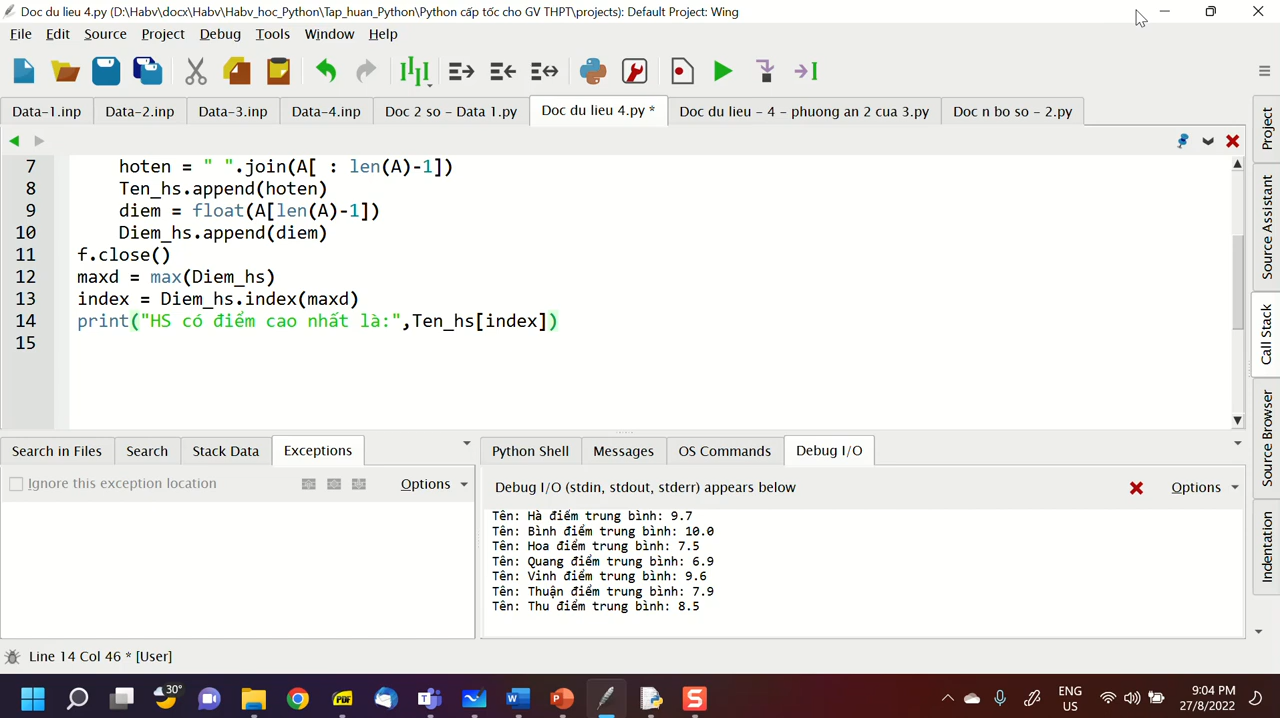 Doc du lieu 4.py (D:\Habv\docx\Habv\Habv_hoc_Python\Tap_huan_Python\Python cấp tốc cho GV THPT\projects): Default Project: Wing
File Edit Source Project Debug Tools Window Help
Data-1.inp Data-2.inp Data-3.inp Data-4.inp Doc 2 so - Data 1.py Doc du lieu 4.py * Doc du lieu - 4 - phuong an 2 cua 3.py Doc n bo so - 2.py
7 hoten = " ".join(A[ : len(A)-1])
8 Ten_hs.append(hoten)
9 diem = float(A[len(A)-1])
10 Diem_hs.append(diem)
11 f.close()
12 maxd = max(Diem_hs)
13 index = Diem_hs.index(maxd)
14 print("HS có điểm cao nhất là:",Ten_hs[index])
15
Project
Source Assistant
Call Stack
Source Browser
Indentation
Search in Files Search Stack Data Exceptions
Ignore this exception location Options
Python Shell Messages OS Commands Debug I/O
Debug I/O (stdin, stdout, stderr) appears below Options
Tên: Hà điểm trung bình: 9.7
Tên: Bình điểm trung bình: 10.0
Tên: Hoa điểm trung bình: 7.5
Tên: Quang điểm trung bình: 6.9
Tên: Vinh điểm trung bình: 9.6
Tên: Thuận điểm trung bình: 7.9
Tên: Thu điểm trung bình: 8.5
Line 14 Col 46 * [User]
30°
PDF
ENG
US
9:04 PM
27/8/2022